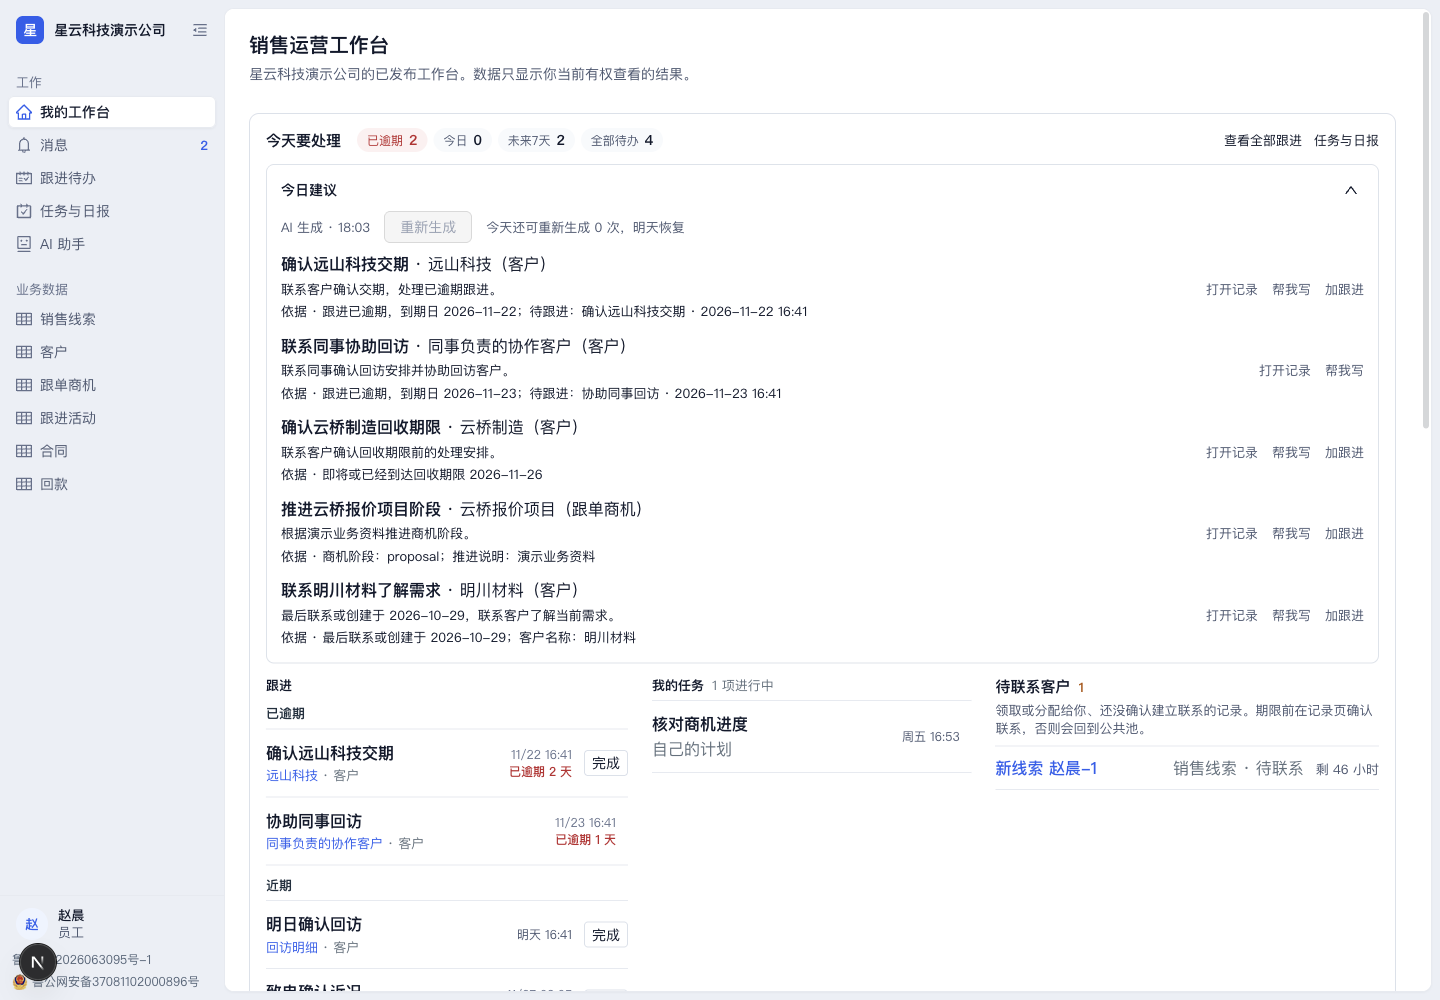 星 星云科技演示公司
工作
我的工作台
消息 2
跟进待办
任务与日报
AI 助手
业务数据
销售线索
客户
跟单商机
跟进活动
合同
回款
赵 赵晨
员工
2026063095号-1
公网安备37081102000896号
N
销售运营工作台
星云科技演示公司的已发布工作台。数据只显示你当前有权查看的结果。
今天要处理 已逾期 2 今日 0 未来7天 2 全部待办 4 查看全部跟进 任务与日报
今日建议
AI 生成 · 18:03 重新生成 今天还可重新生成 0 次，明天恢复
确认远山科技交期 · 远山科技（客户）
联系客户确认交期，处理已逾期跟进。 打开记录 帮我写 加跟进
依据 · 跟进已逾期，到期日 2026-11-22；待跟进：确认远山科技交期 · 2026-11-22 16:41
联系同事协助回访 · 同事负责的协作客户（客户）
联系同事确认回访安排并协助回访客户。 打开记录 帮我写
依据 · 跟进已逾期，到期日 2026-11-23；待跟进：协助同事回访 · 2026-11-23 16:41
确认云桥制造回收期限 · 云桥制造（客户）
联系客户确认回收期限前的处理安排。 打开记录 帮我写 加跟进
依据 · 即将或已经到达回收期限 2026-11-26
推进云桥报价项目阶段 · 云桥报价项目（跟单商机）
根据演示业务资料推进商机阶段。 打开记录 帮我写 加跟进
依据 · 商机阶段：proposal；推进说明：演示业务资料
联系明川材料了解需求 · 明川材料（客户）
最后联系或创建于 2026-10-29，联系客户了解当前需求。 打开记录 帮我写 加跟进
依据 · 最后联系或创建于 2026-10-29；客户名称：明川材料
跟进
已逾期
确认远山科技交期 11/22 16:41 完成
远山科技 · 客户 已逾期 2 天
协助同事回访 11/23 16:41
同事负责的协作客户 · 客户 已逾期 1 天
近期
明日确认回访 明天 16:41 完成
回访明细 · 客户
致电确认近况
我的任务 1 项进行中
核对商机进度 周五 16:53
自己的计划
待联系客户 1
领取或分配给你、还没确认建立联系的记录。期限前在记录页确认
联系，否则会回到公共池。
新线索 赵晨-1 销售线索 · 待联系 剩 46 小时